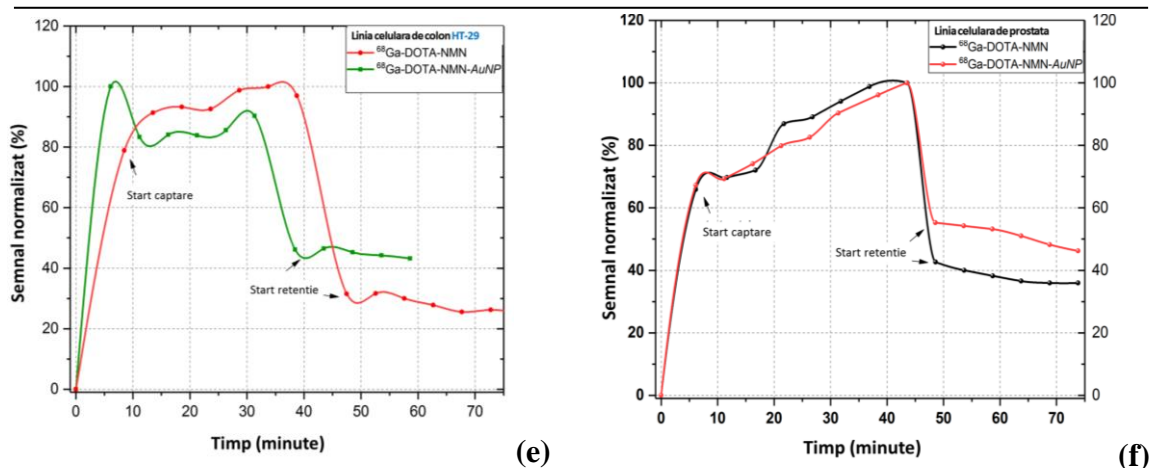 Semnal normalizat (%)
120
100
80
60
40
20
0
Linia celulara de colon HT-29
⁶⁸Ga-DOTA-NMN
⁶⁸Ga-DOTA-NMN-AuNP
Start captare
Start retentie
0 10 20 30 40 50 60 70
Timp (minute)
(e)
Semnal normalizat (%)
120
100
80
60
40
20
0
Linia celulara de prostata
⁶⁸Ga-DOTA-NMN
⁶⁸Ga-DOTA-NMN-AuNP
Start captare
Start retentie
120
100
80
60
40
20
0
0 10 20 30 40 50 60 70
Timp (minute)
(f)